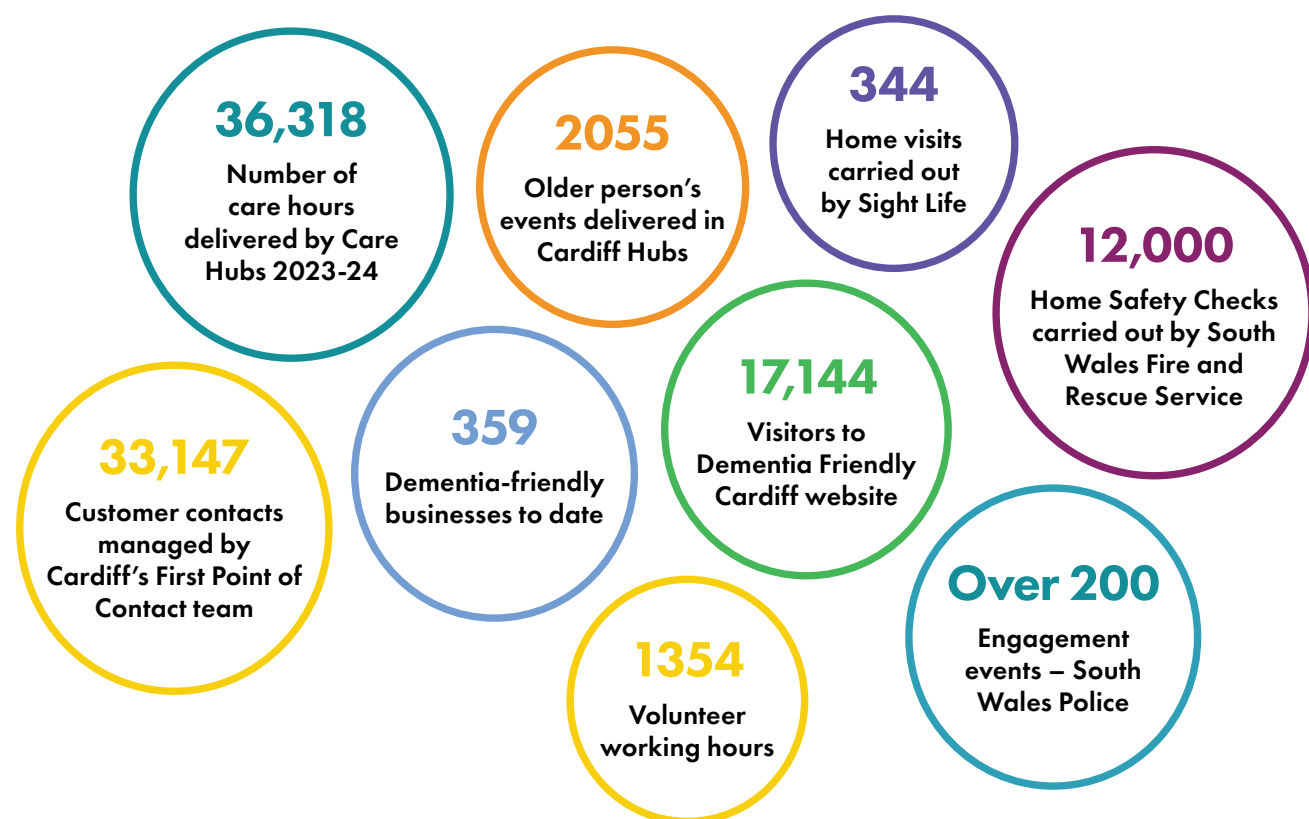 36,318
Number of
care hours
delivered by Care
Hubs 2023-24
2055
Older person's
events delivered in
Cardiff Hubs
344
Home visits
carried out
by Sight Life
12,000
Home Safety Checks
carried out by South
Wales Fire and
Rescue Service
33,147
Customer contacts
managed by
Cardiff's First Point of
Contact team
359
Dementia-friendly
businesses to date
17,144
Visitors to
Dementia Friendly
Cardiff website
1354
Volunteer
working hours
Over 200
Engagement
events – South
Wales Police